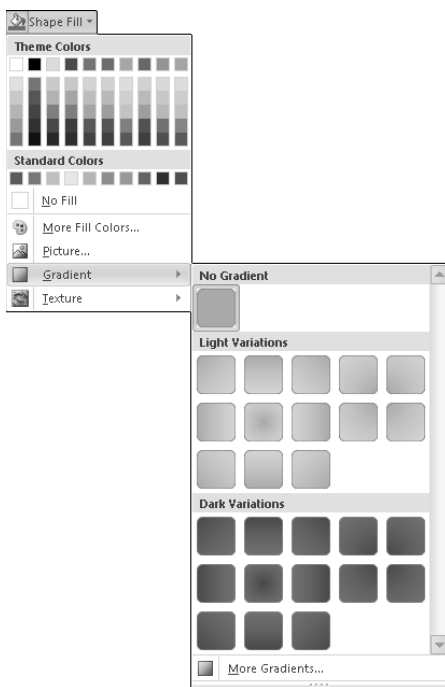 Shape Fill
Theme Colors
Standard Colors
No Fill
More Fill Colors...
Picture...
Gradient
Texture
No Gradient
Light Variations
Dark Variations
More Gradients...